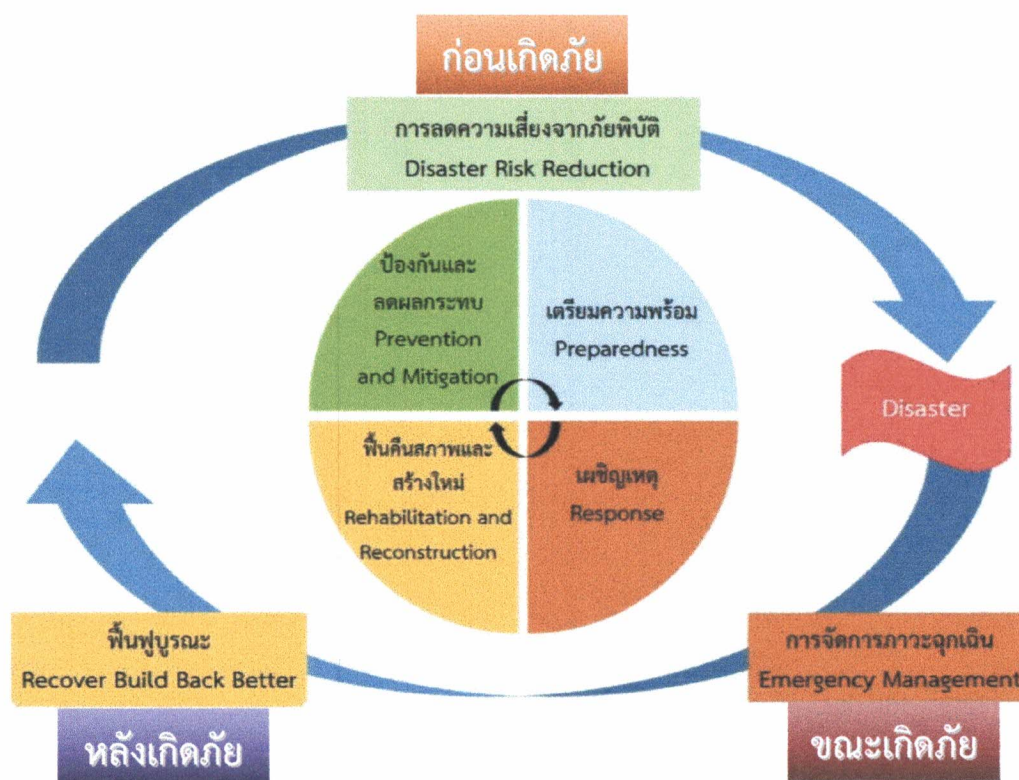 ก่อนเกิดภัย
การลดความเสี่ยงจากภัยพิบัติ
Disaster Risk Reduction
ป้องกันและ
ลดผลกระทบ
Prevention
and Mitigation
เตรียมความพร้อม
Preparedness
Disaster
ฟื้นคืนสภาพและ
สร้างใหม่
Rehabilitation and
Reconstruction
เผชิญเหตุ
Response
ฟื้นฟูบูรณะ
Recover Build Back Better
หลังเกิดภัย
การจัดการภาวะฉุกเฉิน
Emergency Management
ขณะเกิดภัย